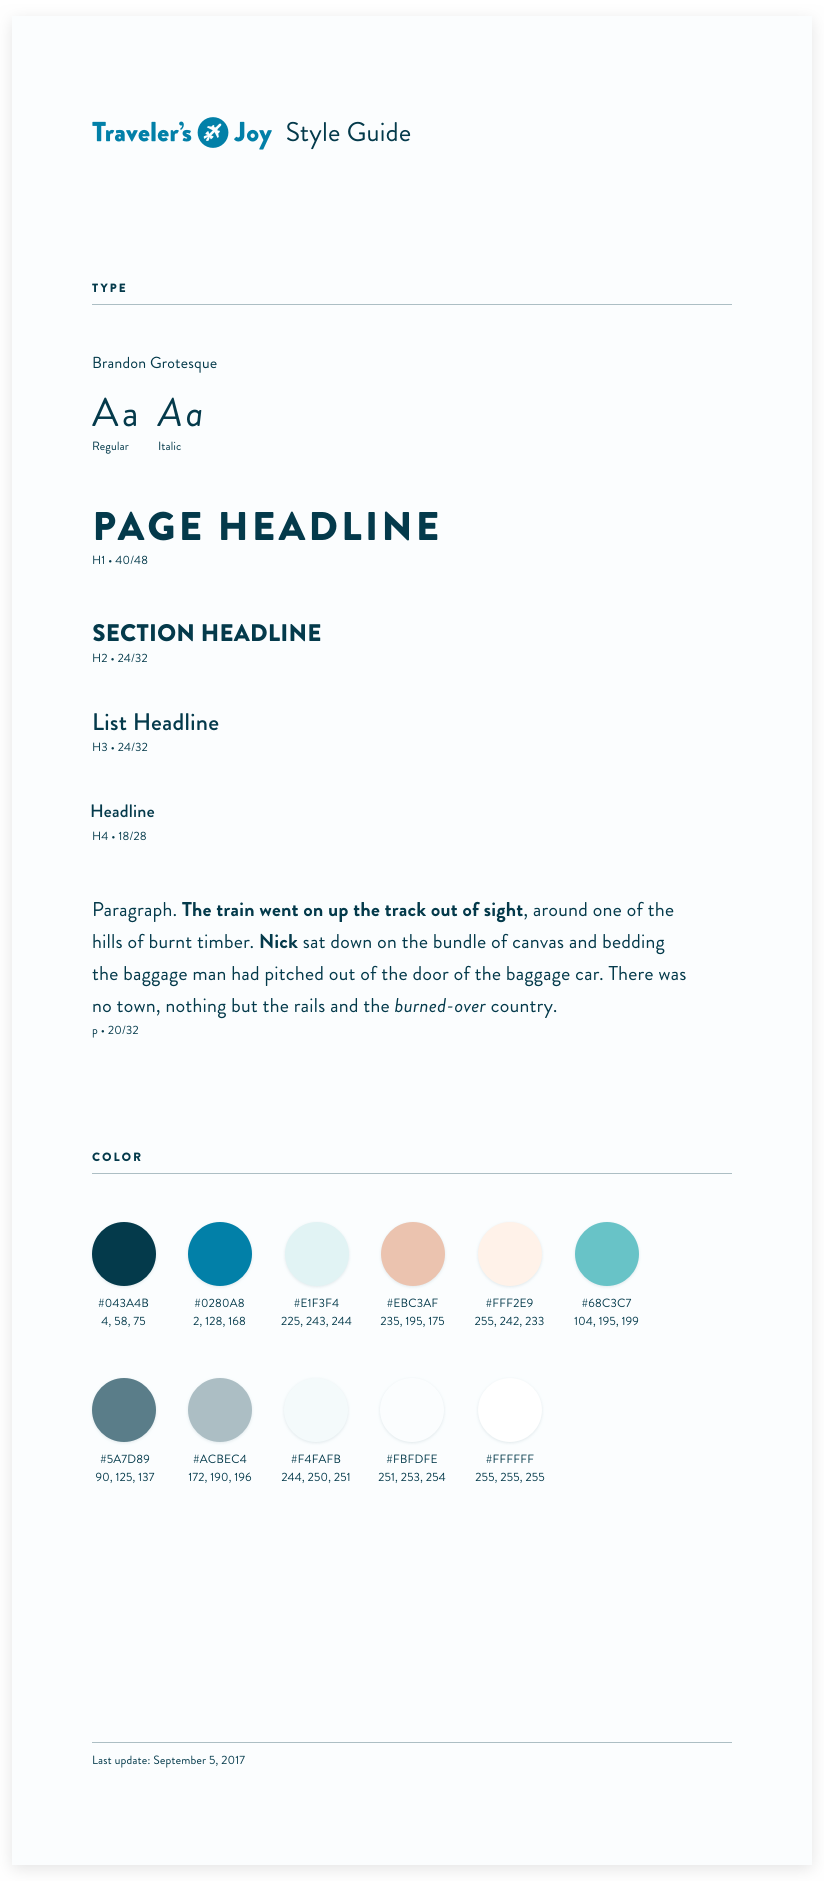 Traveler's Joy Style Guide
TYPE
Brandon Grotesque
Aa Aa
Regular Italic
PAGE HEADLINE
H1 • 40/48
SECTION HEADLINE
H2 • 24/32
List Headline
H3 • 24/32
Headline
H4 • 18/28
Paragraph. The train went on up the track out of sight, around one of the
hills of burnt timber. Nick sat down on the bundle of canvas and bedding
the baggage man had pitched out of the door of the baggage car. There was
no town, nothing but the rails and the burned-over country.
p • 20/32
COLOR
#043A4B #0280A8 #E1F3F4 #EBC3AF #FFF2E9 #68C3C7
4, 58, 75 2, 128, 168 225, 243, 244 235, 195, 175 255, 242, 233 104, 195, 199
#5A7D89 #ACBEC4 #F4FAFB #FBFDFE #FFFFFF
90, 125, 137 172, 190, 196 244, 250, 251 251, 253, 254 255, 255, 255
Last update: September 5, 2017